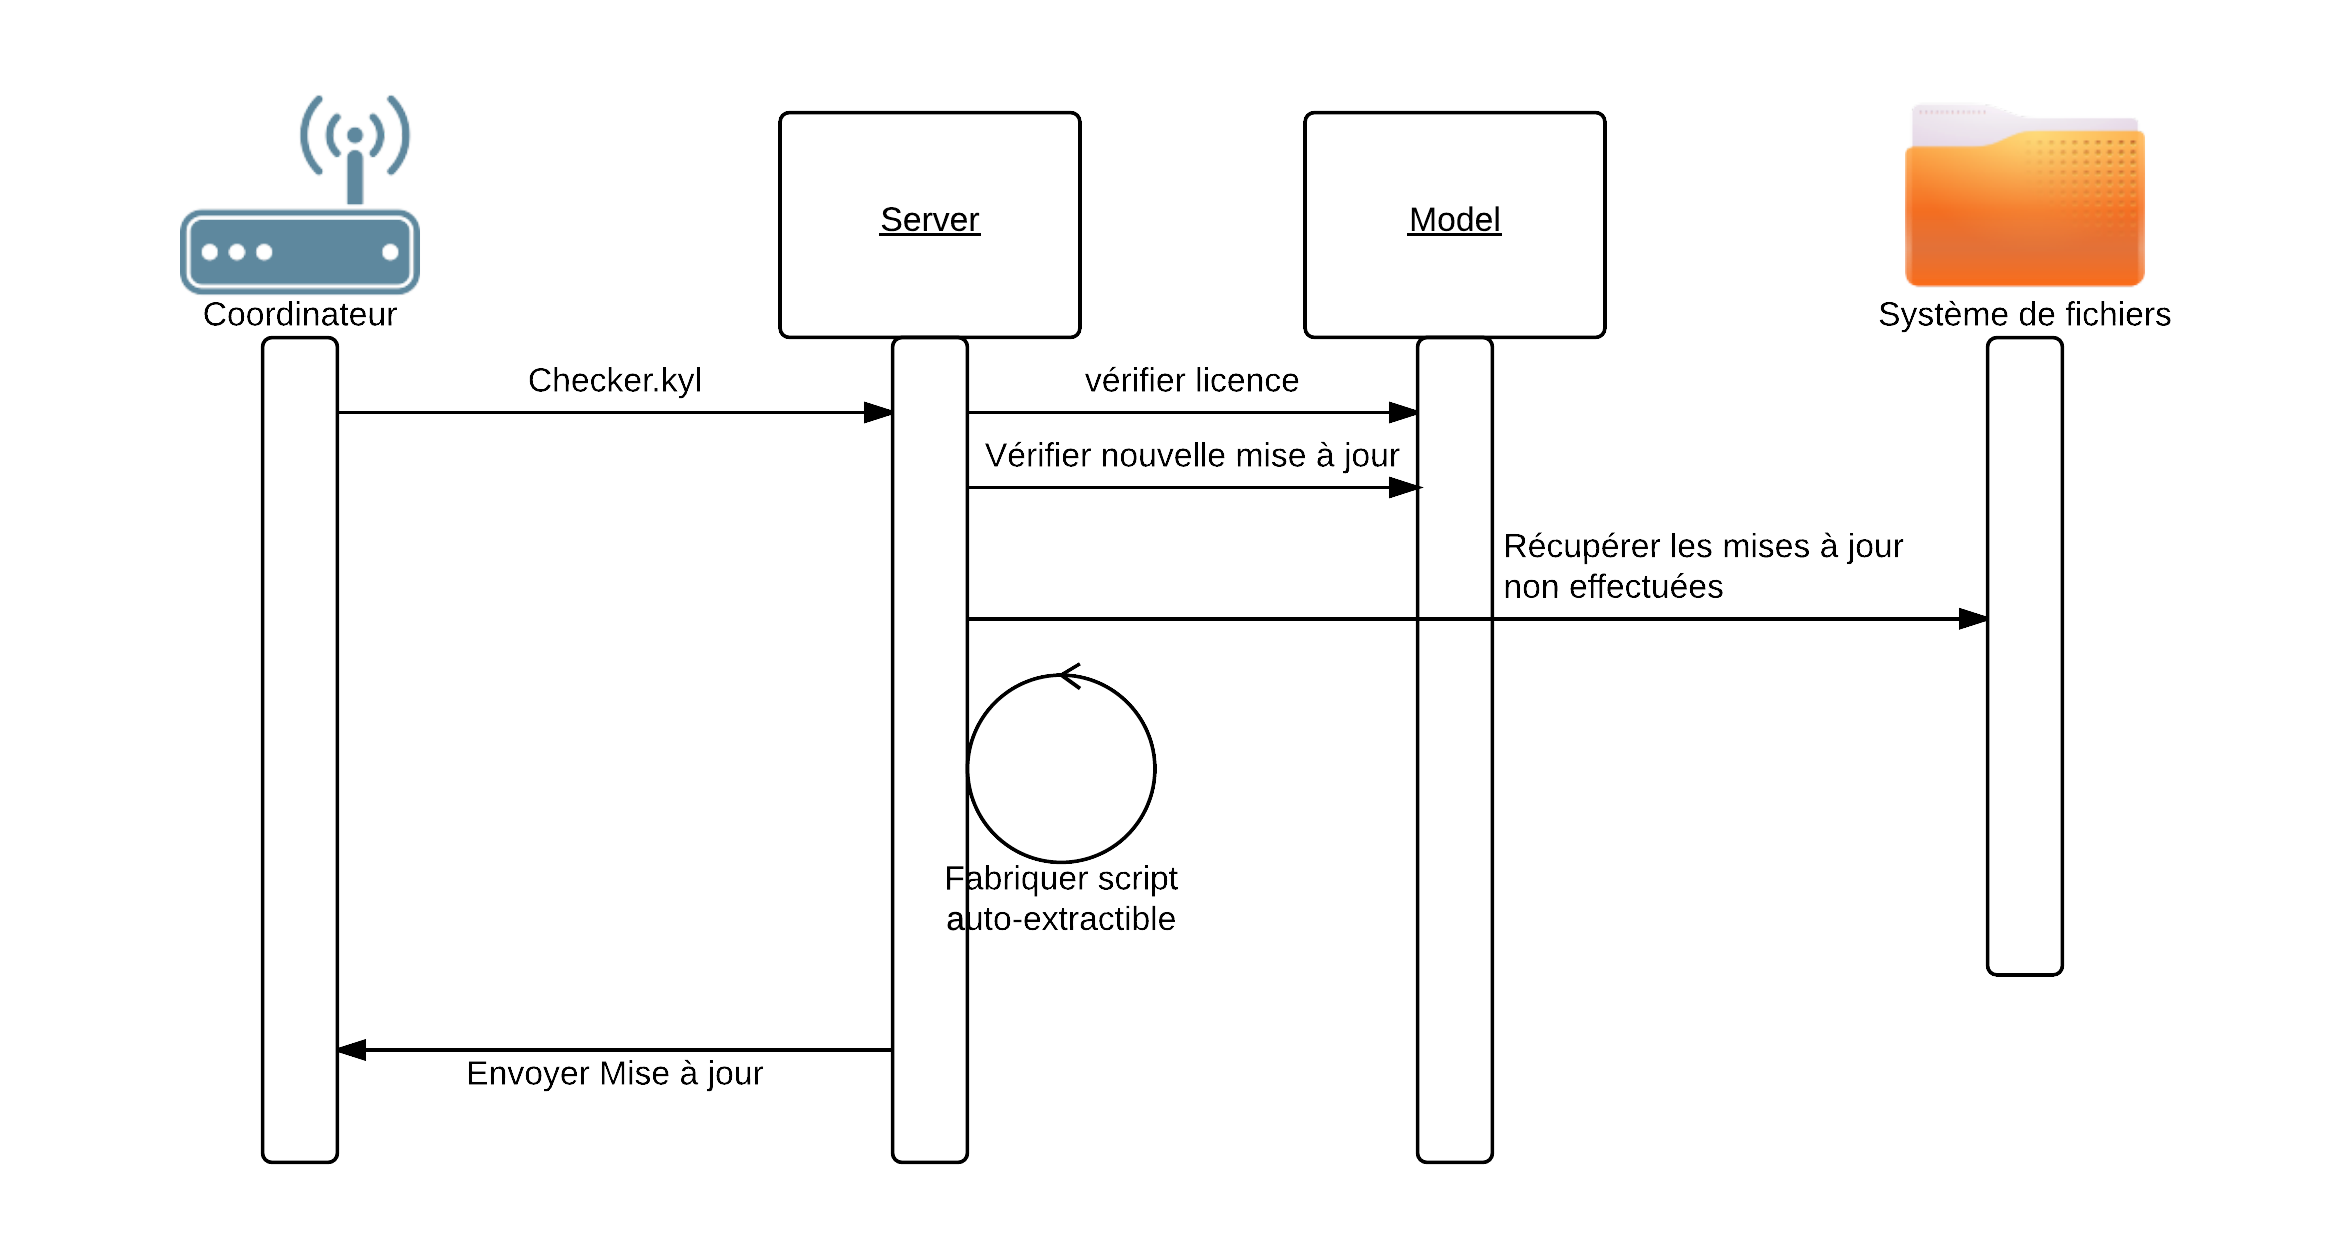 Server
Model
Coordinateur
Système de fichiers
Checker.kyl
vérifier licence
Vérifier nouvelle mise à jour
Récupérer les mises à jour
non effectuées
Fabriquer script
auto-extractible
Envoyer Mise à jour